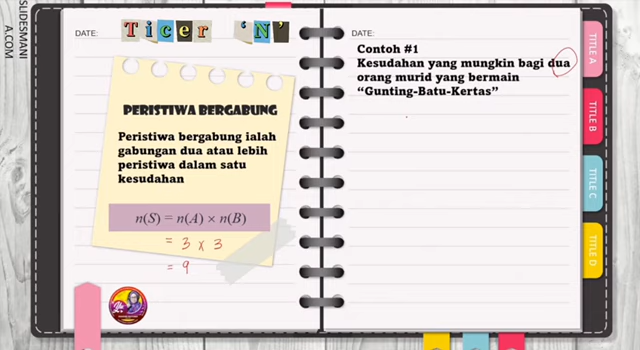 SLIDESMANI
A.COM
DATE:
Ticer 'N'
PERISTIWA BERGABUNG
Peristiwa bergabung ialah
gabungan dua atau lebih
peristiwa dalam satu
kesudahan
n(S) = n(A) × n(B)
= 3 x 3
= 9
DATE:
Contoh #1
Kesudahan yang mungkin bagi dua
orang murid yang bermain
“Gunting-Batu-Kertas”
TITLE A
TITLE B
TITLE C
TITLE D